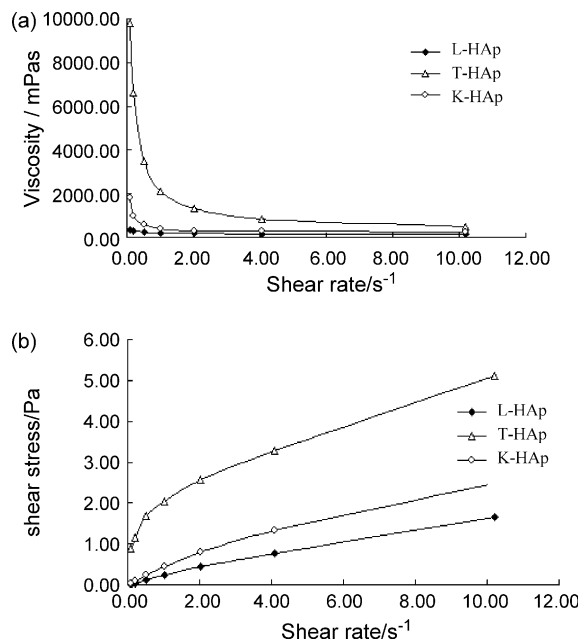 (a)
10000.00
8000.00
6000.00
4000.00
2000.00
0.00
Viscosity / mPas
L-HAp
T-HAp
K-HAp
0.00 2.00 4.00 6.00 8.00 10.00 12.00
Shear rate/s⁻¹
(b)
6.00
5.00
4.00
3.00
2.00
1.00
0.00
shear stress/Pa
L-HAp
T-HAp
K-HAp
0.00 2.00 4.00 6.00 8.00 10.00 12.00
Shear rate/s⁻¹